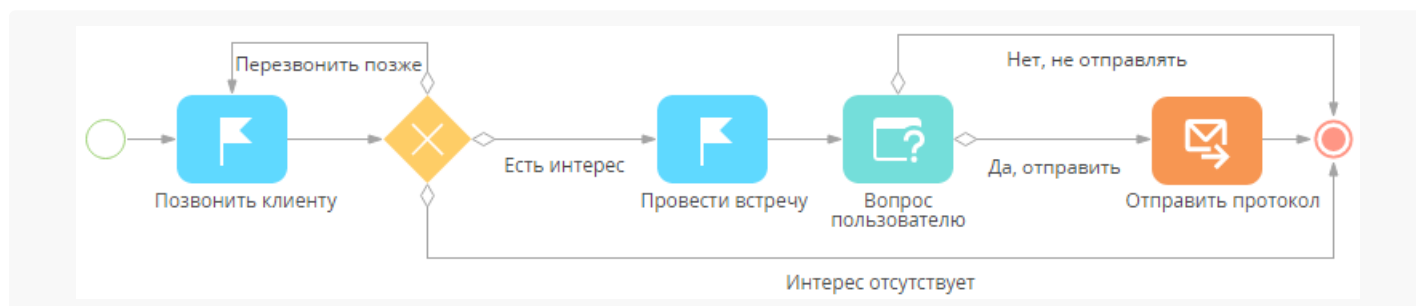 Перезвонить позже
Нет, не отправлять
Есть интерес
Да, отправить
Позвонить клиенту
Провести встречу
Вопрос
пользователю
Отправить протокол
Интерес отсутствует